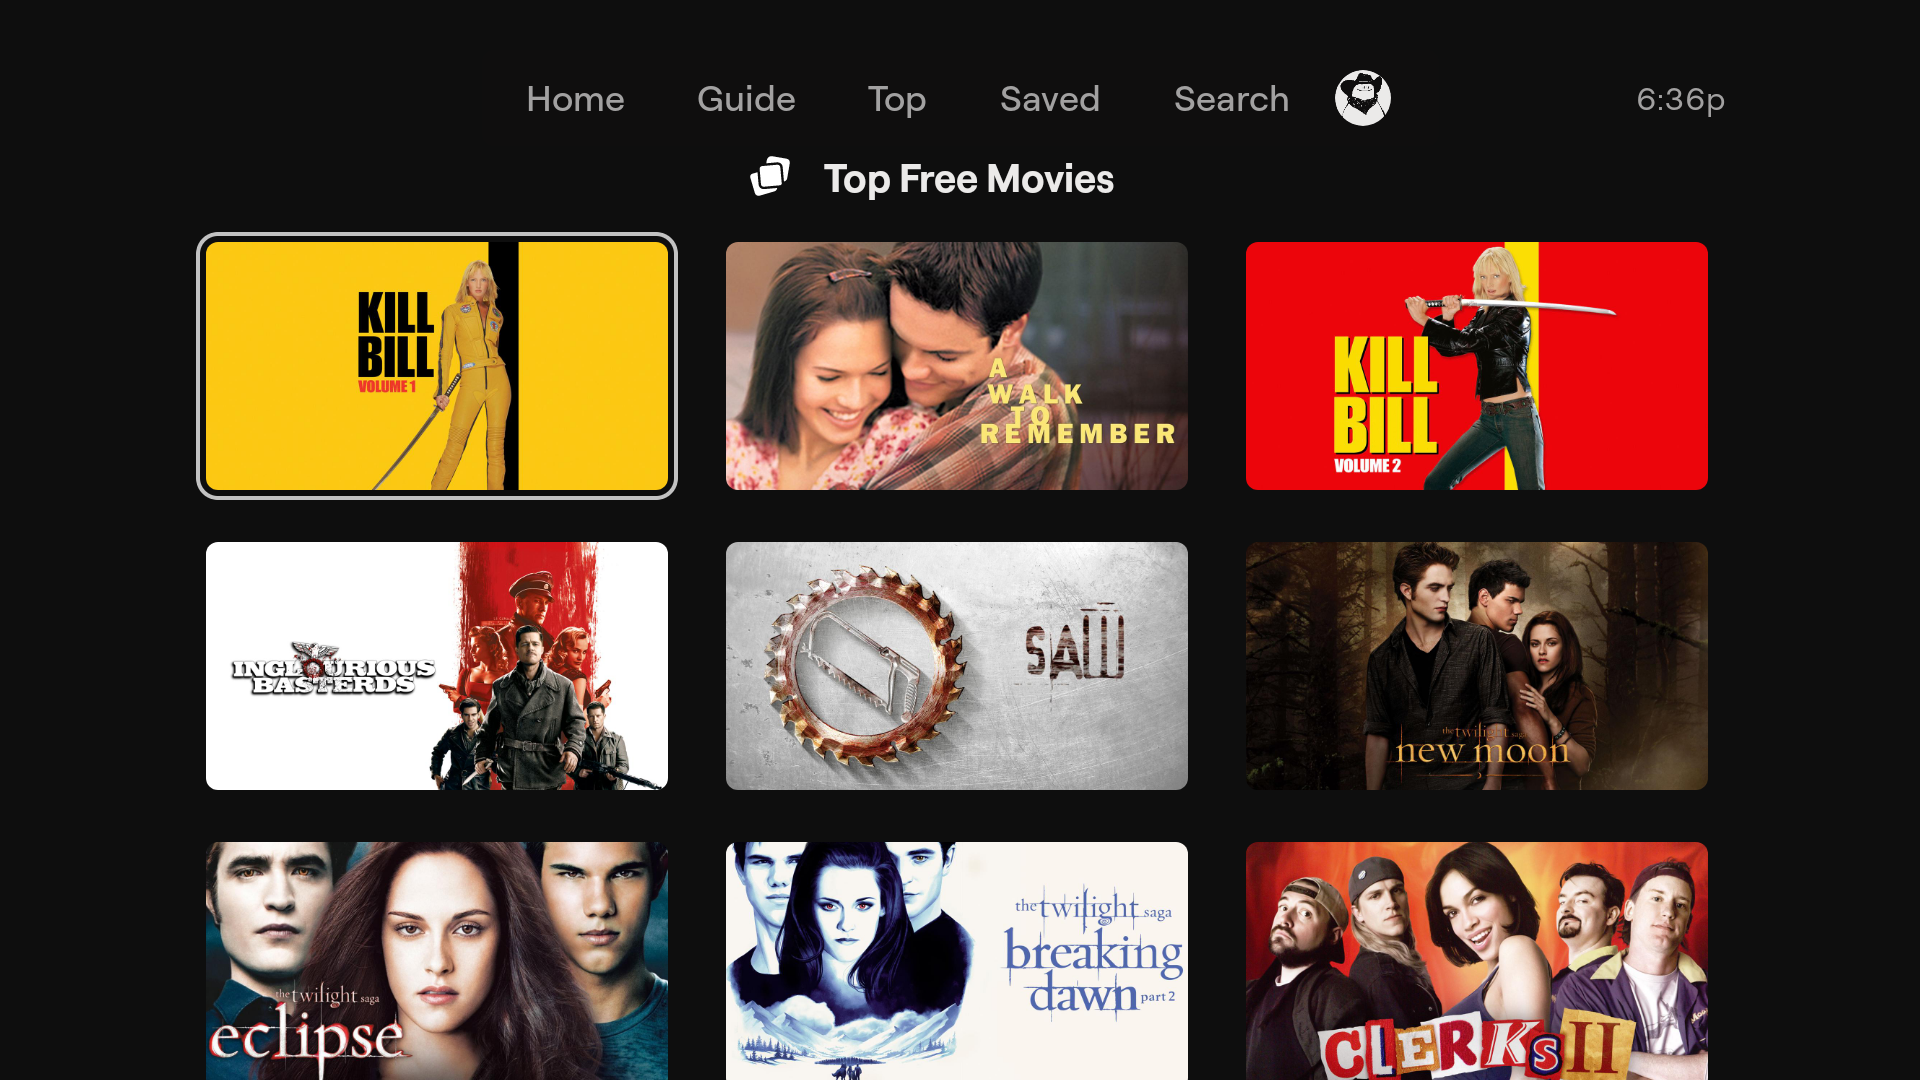 Home Guide Top Saved Search 6:36p
Top Free Movies
KILL
BILL
VOLUME 1
A
WALK
TO
REMEMBER
KILL
BILL
VOLUME 2
INGLOURIOUS
BASTERDS
SAW
the twilight saga
new moon
the twilight saga
eclipse
the twilight saga
breaking
dawn part 2
CLERKS II